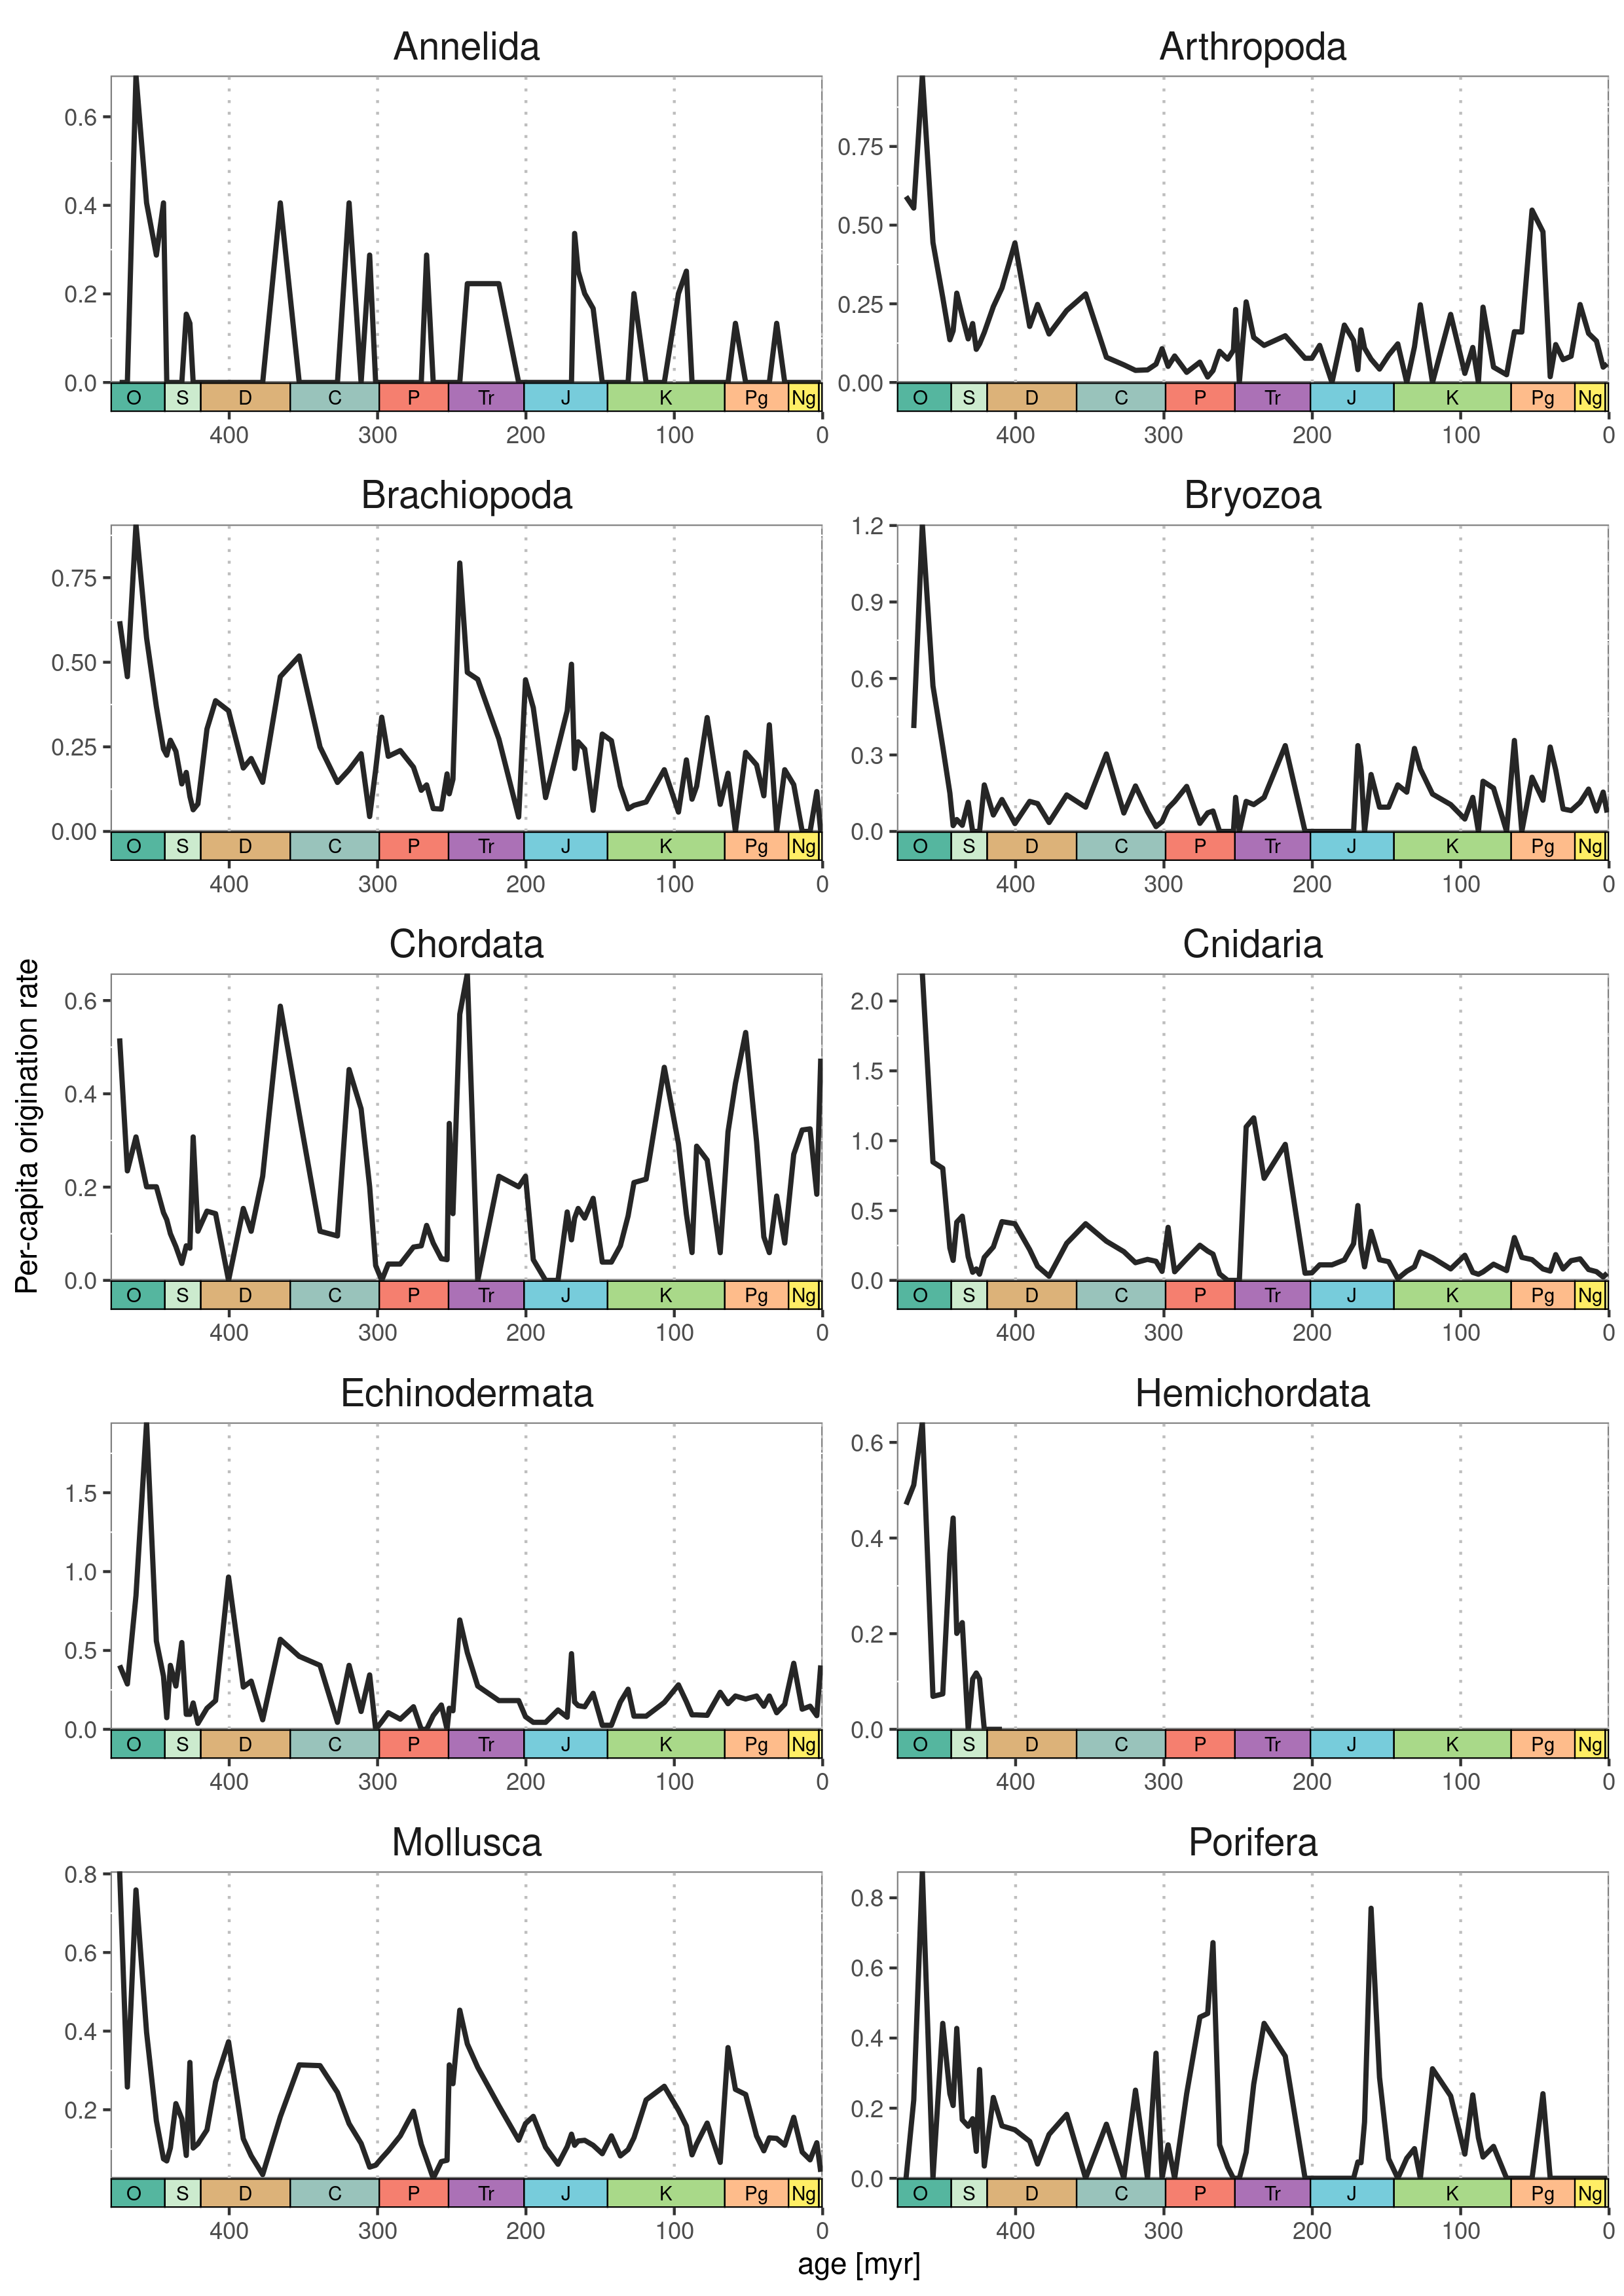 Per-capita origination rate
Annelida
0.6
0.4
0.2
0.0
O S D C P Tr J K Pg Ng
400 300 200 100 0
Arthropoda
0.75
0.50
0.25
0.00
O S D C P Tr J K Pg Ng
400 300 200 100 0
Brachiopoda
0.75
0.50
0.25
0.00
O S D C P Tr J K Pg Ng
400 300 200 100 0
Bryozoa
1.2
0.9
0.6
0.3
0.0
O S D C P Tr J K Pg Ng
400 300 200 100 0
Chordata
0.6
0.4
0.2
0.0
O S D C P Tr J K Pg Ng
400 300 200 100 0
Cnidaria
2.0
1.5
1.0
0.5
0.0
O S D C P Tr J K Pg Ng
400 300 200 100 0
Echinodermata
1.5
1.0
0.5
0.0
O S D C P Tr J K Pg Ng
400 300 200 100 0
Hemichordata
0.6
0.4
0.2
0.0
O S D C P Tr J K Pg Ng
400 300 200 100 0
Mollusca
0.8
0.6
0.4
0.2
O S D C P Tr J K Pg Ng
400 300 200 100 0
Porifera
0.8
0.6
0.4
0.2
0.0
O S D C P Tr J K Pg Ng
400 300 200 100 0
age [myr]